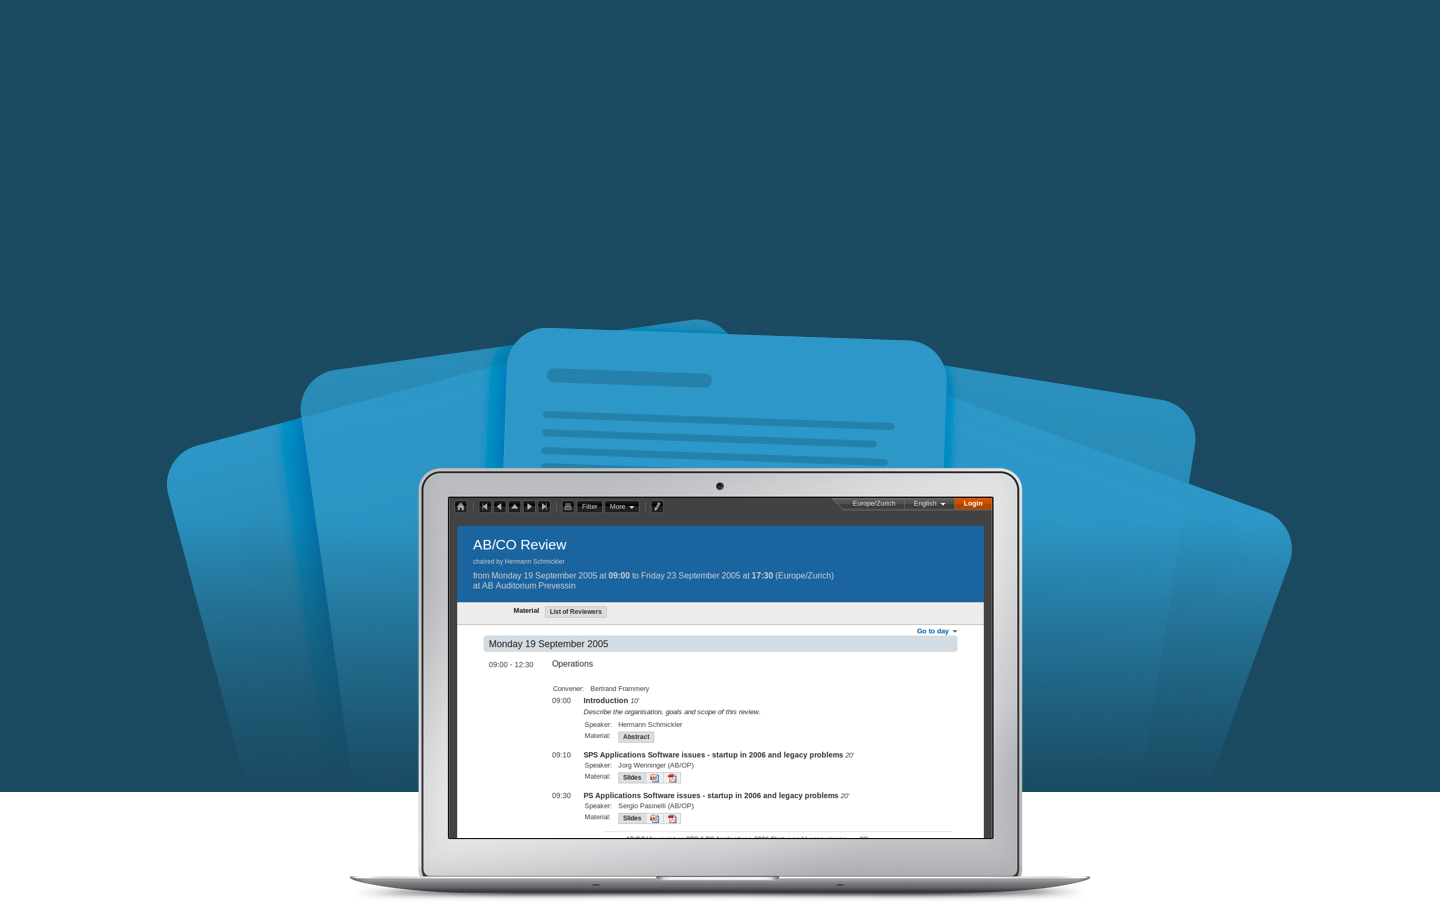 Filter More Europe/Zurich English Login
AB/CO Review
chaired by Hermann Schmickler
from Monday 19 September 2005 at 09:00 to Friday 23 September 2005 at 17:30 (Europe/Zurich)
at AB Auditorium Prevessin
Material List of Reviewers
Go to day
Monday 19 September 2005
09:00 - 12:30 Operations
Convener: Bertrand Frammery
09:00 Introduction 10'
Describe the organisation, goals and scope of this review.
Speaker: Hermann Schmickler
Material: Abstract
09:10 SPS Applications Software issues - startup in 2006 and legacy problems 20'
Speaker: Jorg Wenninger (AB/OP)
Material: Slides
09:30 PS Applications Software issues - startup in 2006 and legacy problems 20'
Speaker: Sergio Pasinelli (AB/OP)
Material: Slides